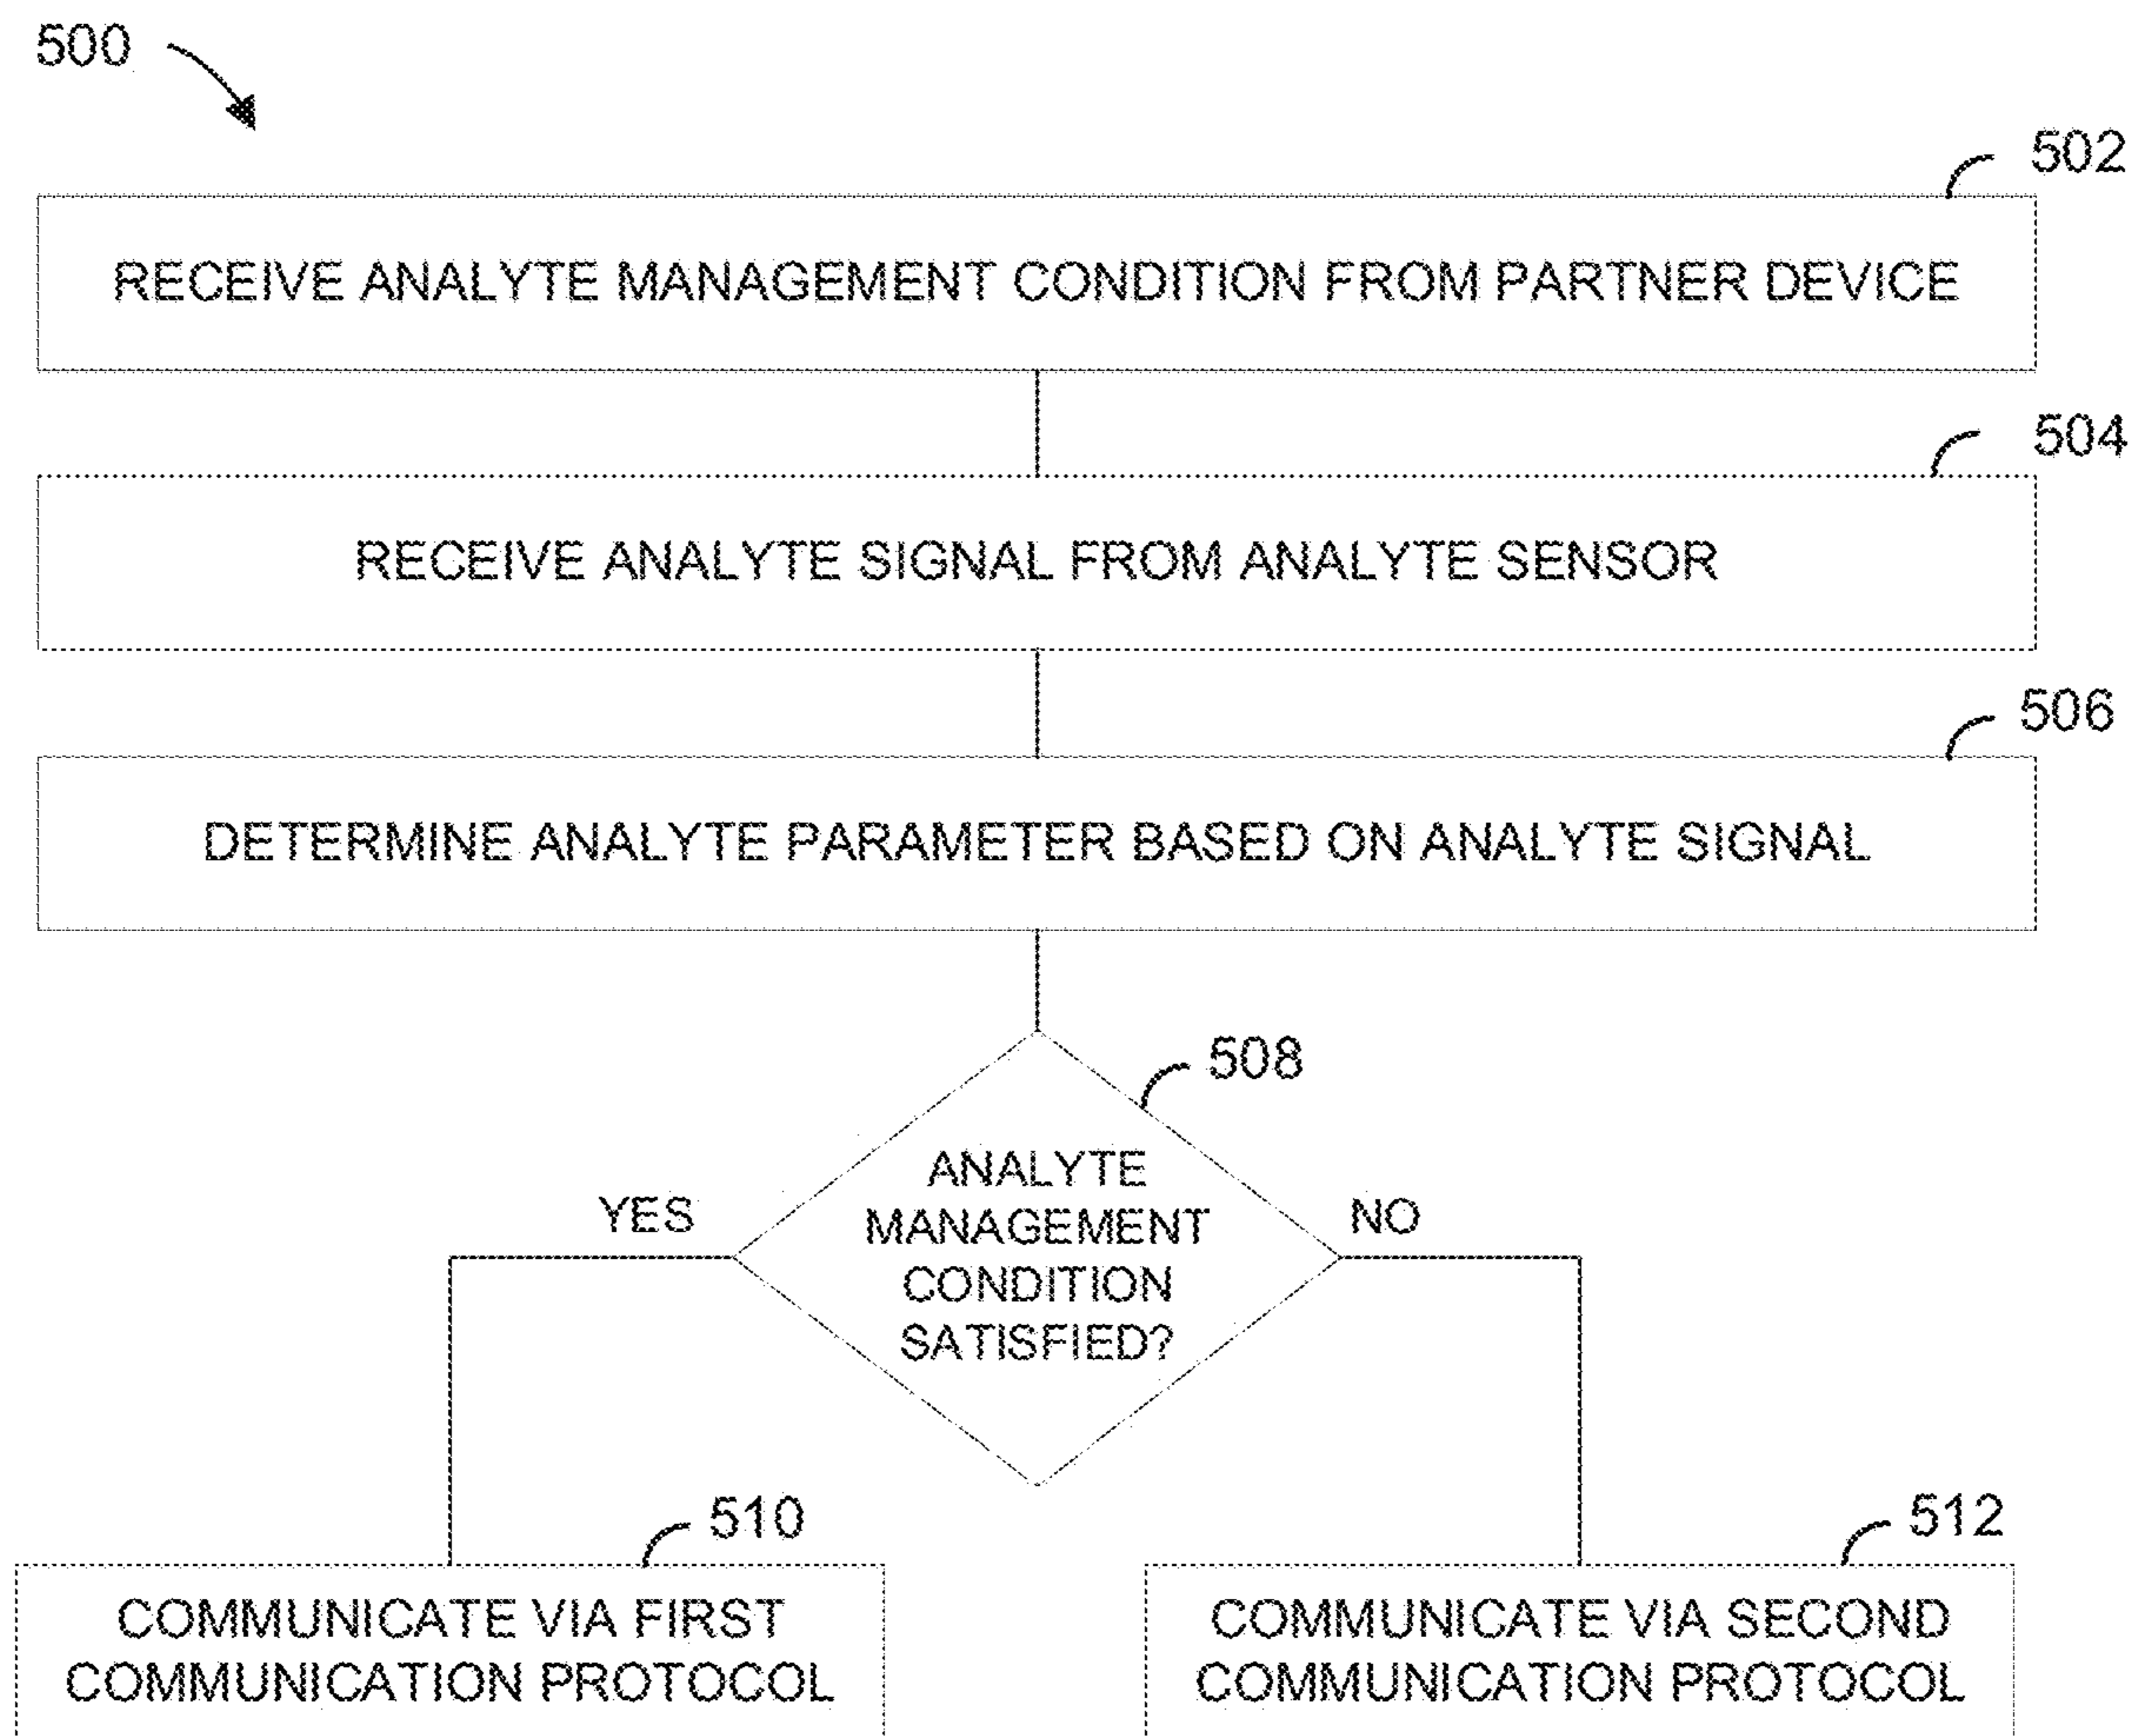 500
502
RECEIVE ANALYTE MANAGEMENT CONDITION FROM PARTNER DEVICE
504
RECEIVE ANALYTE SIGNAL FROM ANALYTE SENSOR
506
DETERMINE ANALYTE PARAMETER BASED ON ANALYTE SIGNAL
508
ANALYTE
MANAGEMENT
CONDITION
SATISFIED?
YES
NO
510
COMMUNICATE VIA FIRST
COMMUNICATION PROTOCOL
512
COMMUNICATE VIA SECOND
COMMUNICATION PROTOCOL